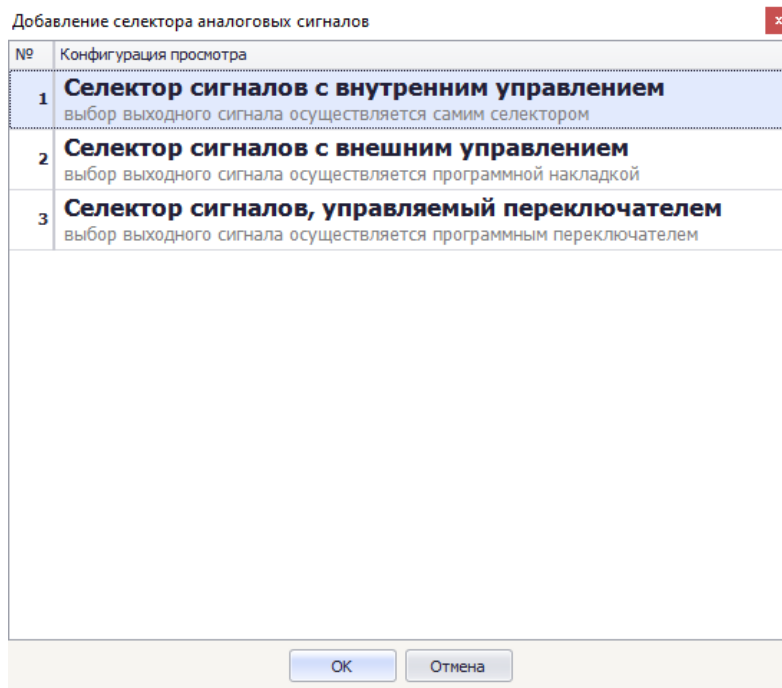 Добавление селектора аналоговых сигналов
x
№ Конфигурация просмотра
1 Селектор сигналов с внутренним управлением
выбор выходного сигнала осуществляется самим селектором
2 Селектор сигналов с внешним управлением
выбор выходного сигнала осуществляется программной накладкой
3 Селектор сигналов, управляемый переключателем
выбор выходного сигнала осуществляется программным переключателем
OK Отмена